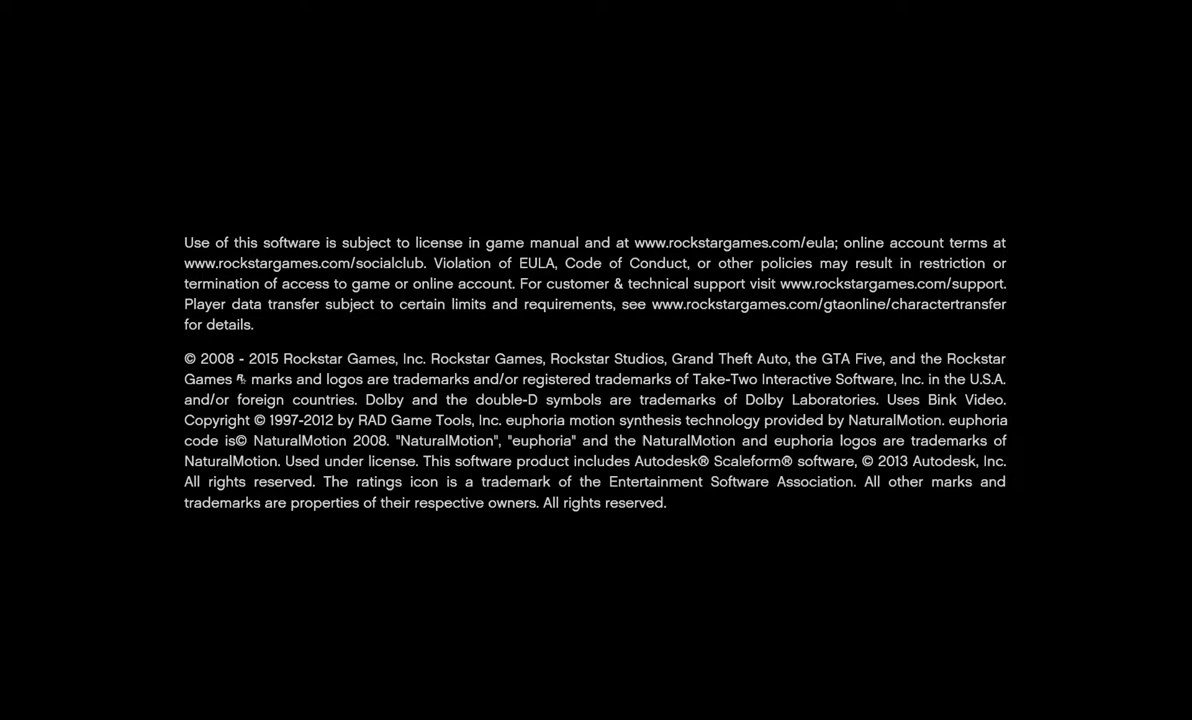 Use of this software is subject to license in game manual and at www.rockstargames.com/eula; online account terms at
www.rockstargames.com/socialclub. Violation of EULA, Code of Conduct, or other policies may result in restriction or
termination of access to game or online account. For customer & technical support visit www.rockstargames.com/support.
Player data transfer subject to certain limits and requirements, see www.rockstargames.com/gtaonline/charactertransfer
for details.
© 2008 - 2015 Rockstar Games, Inc. Rockstar Games, Rockstar Studios, Grand Theft Auto, the GTA Five, and the Rockstar
Games R* marks and logos are trademarks and/or registered trademarks of Take-Two Interactive Software, Inc. in the U.S.A.
and/or foreign countries. Dolby and the double-D symbols are trademarks of Dolby Laboratories. Uses Bink Video.
Copyright © 1997-2012 by RAD Game Tools, Inc. euphoria motion synthesis technology provided by NaturalMotion. euphoria
code is© NaturalMotion 2008. "NaturalMotion", "euphoria" and the NaturalMotion and euphoria logos are trademarks of
NaturalMotion. Used under license. This software product includes Autodesk® Scaleform® software, © 2013 Autodesk, Inc.
All rights reserved. The ratings icon is a trademark of the Entertainment Software Association. All other marks and
trademarks are properties of their respective owners. All rights reserved.